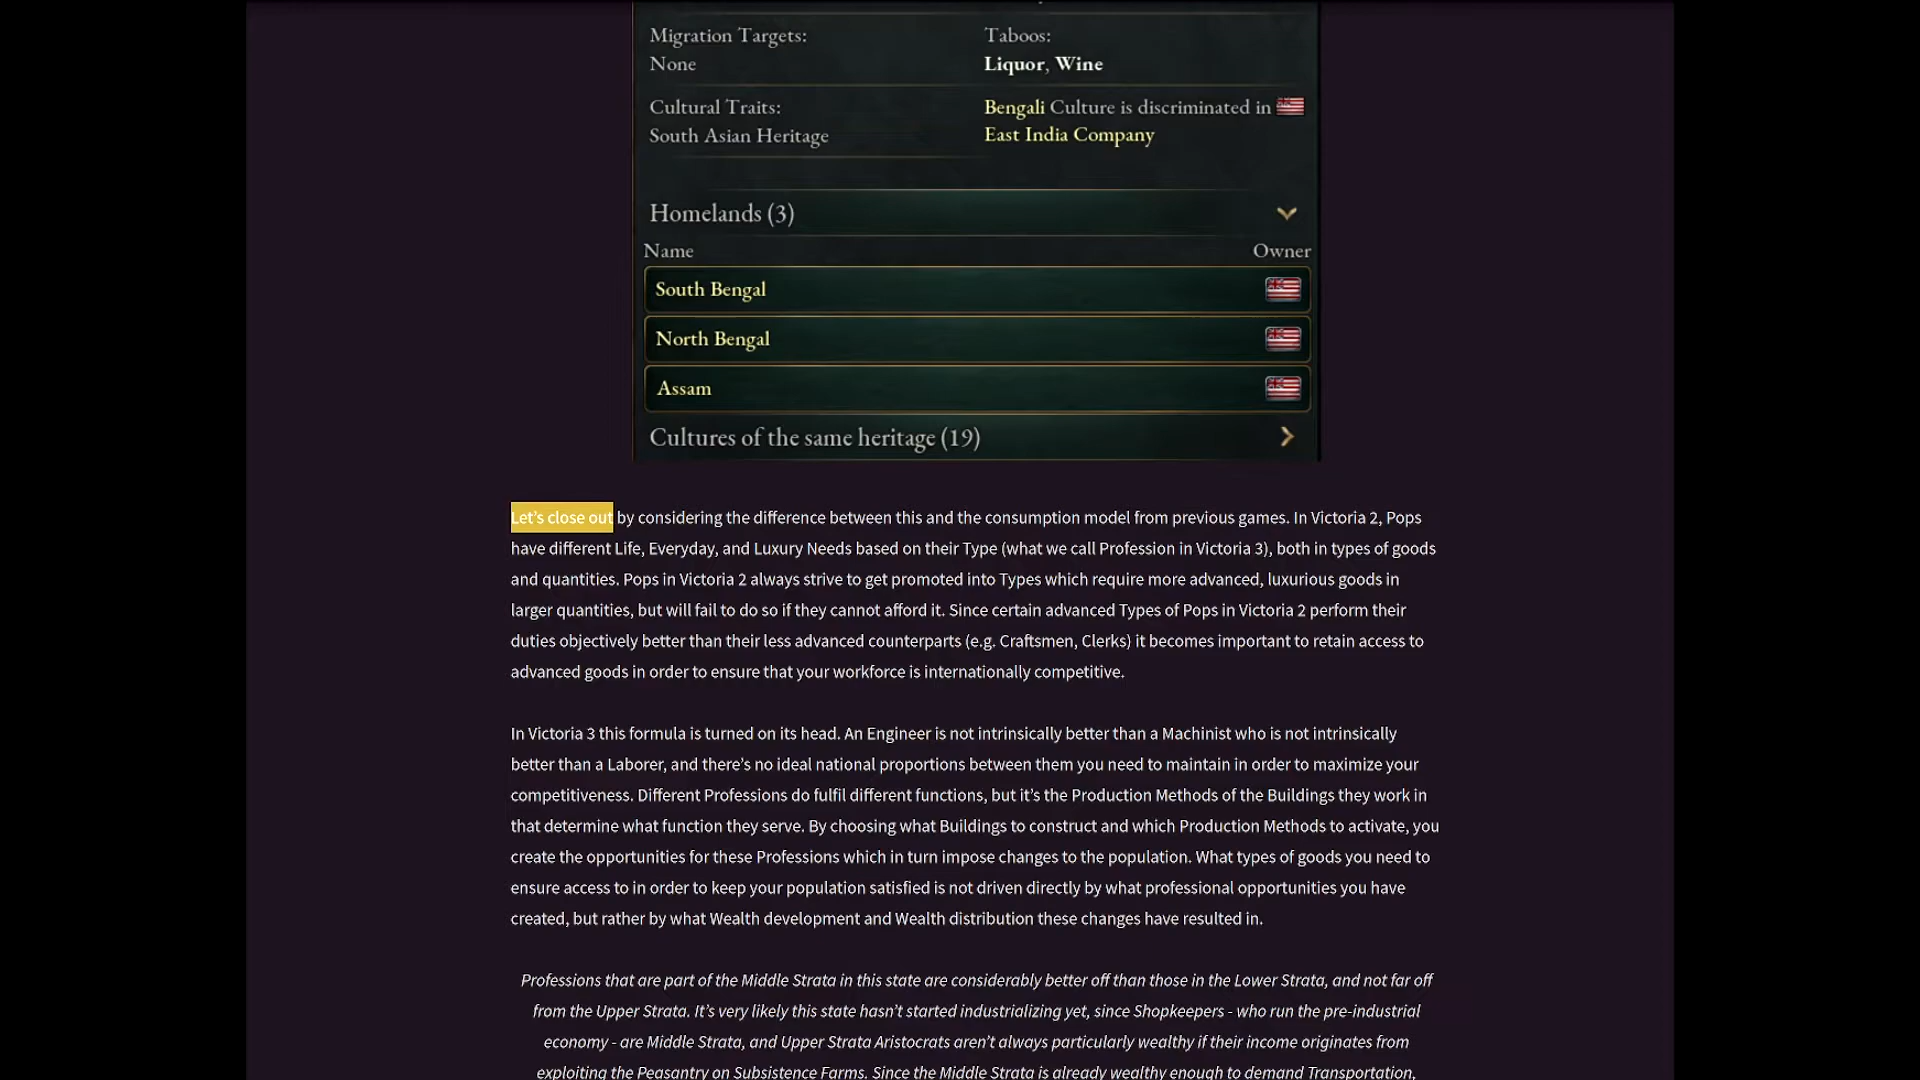 Migration Targets:
Taboos:
None
Liquor, Wine
Cultural Traits:
Bengali Culture is discriminated in
South Asian Heritage
East India Company
Homelands (3)
Name
Owner
South Bengal
North Bengal
Assam
Cultures of the same heritage (19)
Let's close out by considering the difference between this and the consumption model from previous games. In Victoria 2, Pops
have different Life, Everyday, and Luxury Needs based on their Type (what we call Profession in Victoria 3), both in types of goods
and quantities. Pops in Victoria 2 always strive to get promoted into Types which require more advanced, luxurious goods in
larger quantities, but will fail to do so if they cannot afford it. Since certain advanced Types of Pops in Victoria 2 perform their
duties objectively better than their less advanced counterparts (e.g. Craftsmen, Clerks) it becomes important to retain access to
advanced goods in order to ensure that your workforce is internationally competitive.
In Victoria 3 this formula is turned on its head. An Engineer is not intrinsically better than a Machinist who is not intrinsically
better than a Laborer, and there's no ideal national proportions between them you need to maintain in order to maximize your
competitiveness. Different Professions do fulfil different functions, but it's the Production Methods of the Buildings they work in
that determine what function they serve. By choosing what Buildings to construct and which Production Methods to activate, you
create the opportunities for these Professions which in turn impose changes to the population. What types of goods you need to
ensure access to in order to keep your population satisfied is not driven directly by what professional opportunities you have
created, but rather by what Wealth development and Wealth distribution these changes have resulted in.
Professions that are part of the Middle Strata in this state are considerably better off than those in the Lower Strata, and not far off
from the Upper Strata. It's very likely this state hasn't started industrializing yet, since Shopkeepers - who run the pre-industrial
economy - are Middle Strata, and Upper Strata Aristocrats aren't always particularly wealthy if their income originates from
exploiting the Peasantry on Subsistence Farms. Since the Middle Strata is already wealthy enough to demand Transportation,